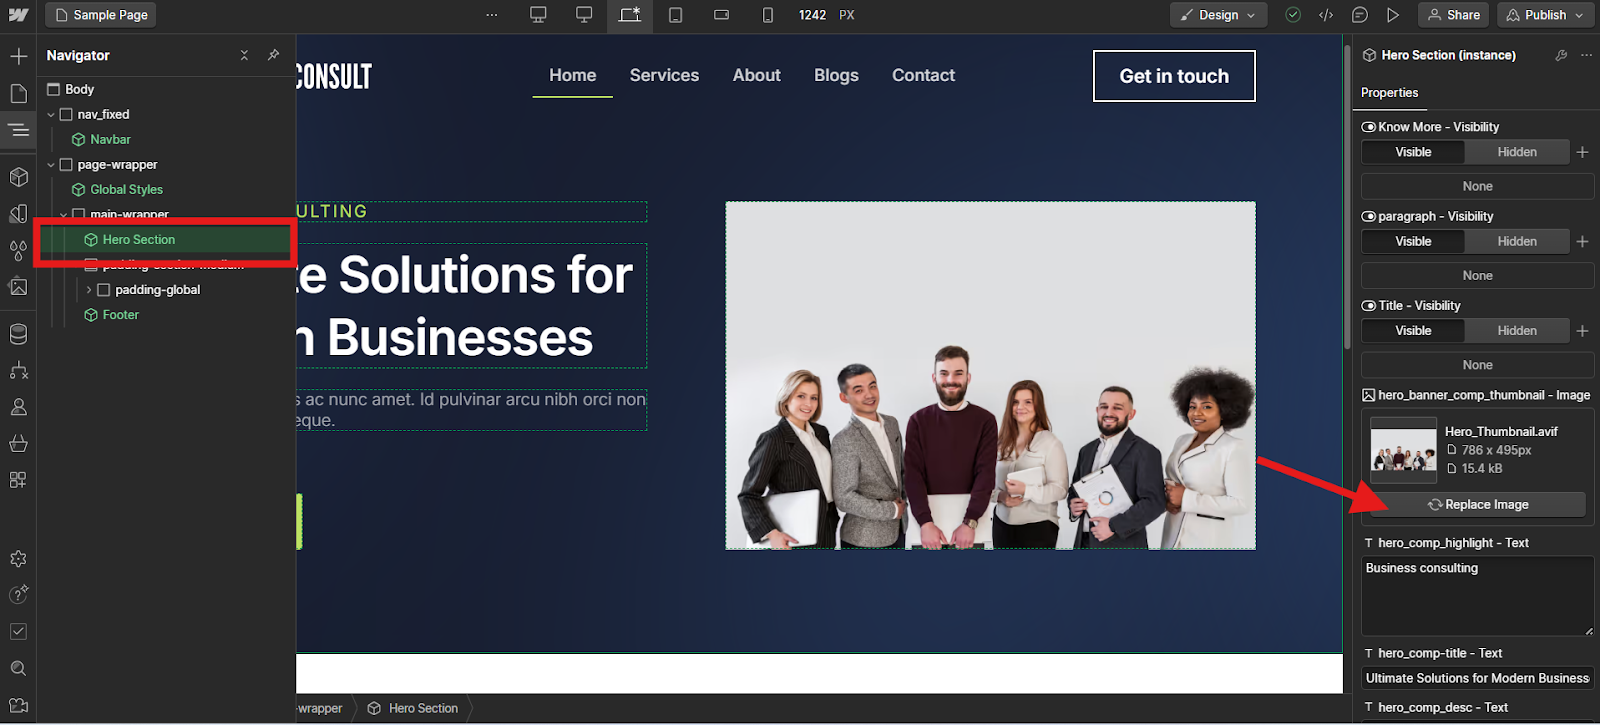 Sample Page
...
1242 PX
Design
Share
Publish
Navigator
Body
nav_fixed
Navbar
page-wrapper
Global Styles
main-wrapper
Hero Section
padding-section-medium
padding-global
Footer
CONSULT
Home
Services
About
Blogs
Contact
Get in touch
ULTING
te Solutions for
n Businesses
s ac nunc amet. Id pulvinar arcu nibh orci non
eque.
-wrapper
Hero Section
Hero Section (instance)
...
Properties
Know More - Visibility
Visible Hidden
None
paragraph - Visibility
Visible Hidden
None
Title - Visibility
Visible Hidden
None
hero_banner_comp_thumbnail - Image
Hero_Thumbnail.avif
786 x 495px
15.4 kB
Replace Image
hero_comp_highlight - Text
Business consulting
hero_comp-title - Text
Ultimate Solutions for Modern Business
hero_comp_desc - Text